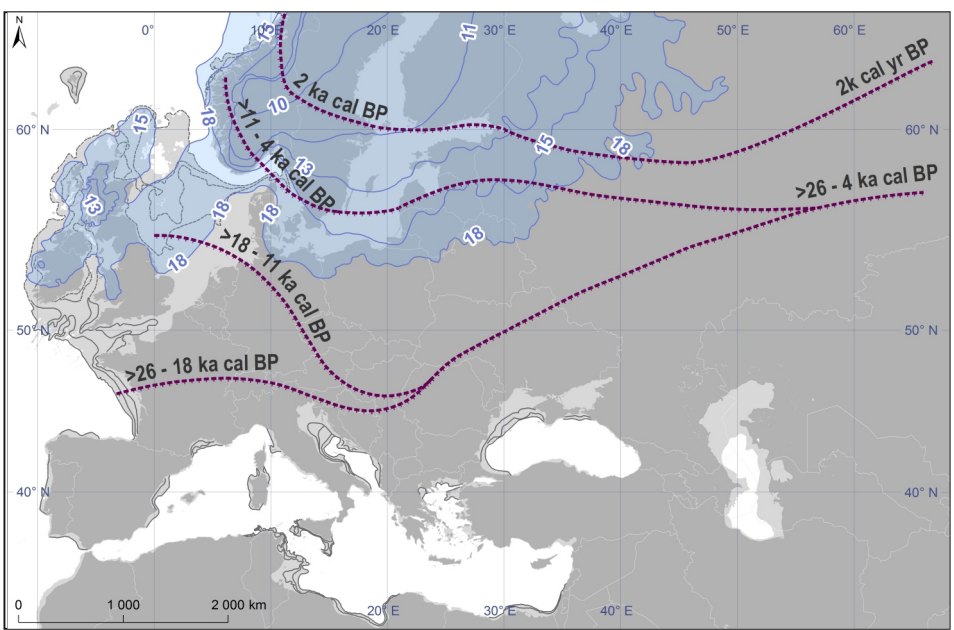 N
0°
10°
20° E
30° E
40° E
50° E
60° E
15
11
2k cal yr BP
2 ka cal BP
10
18
15
60° N
60° N
>11 - 4 ka cal BP
15
18
13
>26 - 4 ka cal BP
13
18
18
18
18
>18 - 11 ka cal BP
50° N
50° N
>26 - 18 ka cal BP
40° N
40° N
0
1 000
2 000 km
20° E
30° E
40° E